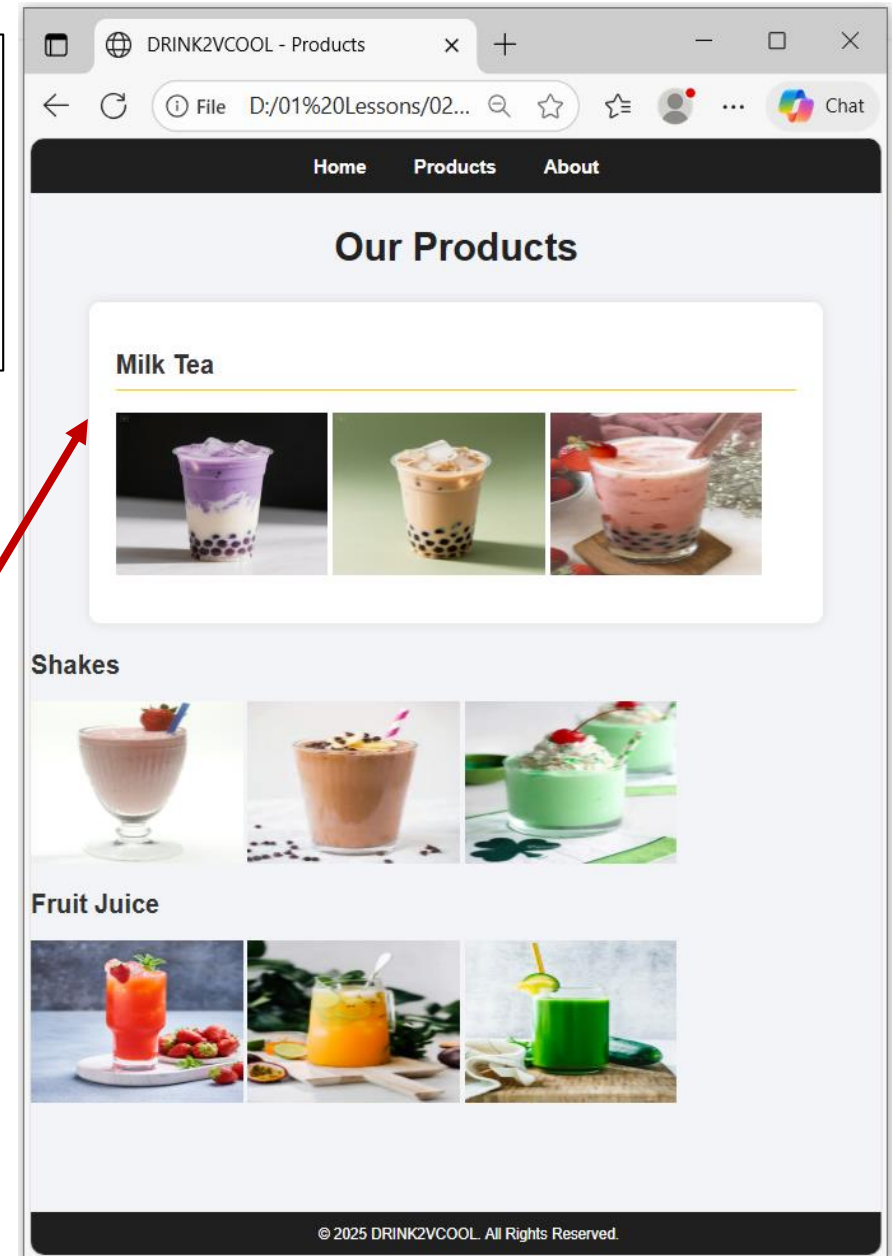 DRINK2VCOOL - Products
File D:/01%20Lessons/02... Chat
Home Products About
Our Products
Milk Tea
Shakes
Fruit Juice
© 2025 DRINK2VCOOL. All Rights Reserved.